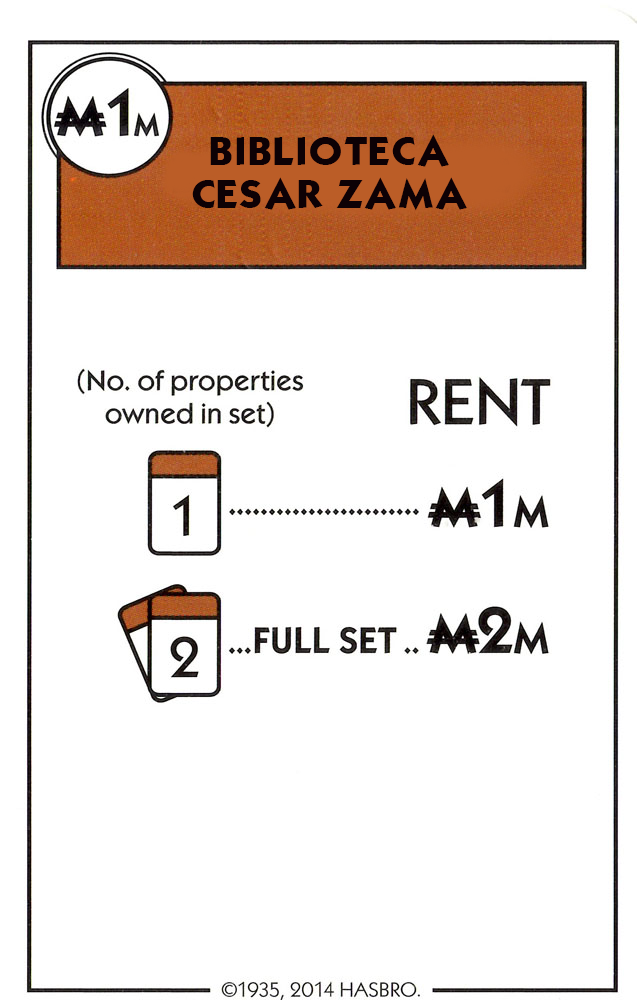 ₩1M
BIBLIOTECA
CESAR ZAMA
(No. of properties
owned in set)
RENT
1 ........................ ₩1M
2 ...FULL SET .. ₩2M
©1935, 2014 HASBRO.